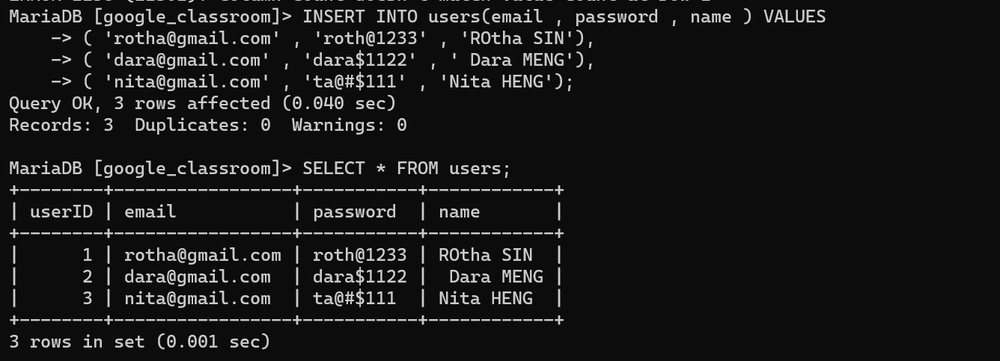 MariaDB [google_classroom]> INSERT INTO users(email , password , name ) VALUES
    -> ( 'rotha@gmail.com' , 'roth@1233' , 'ROtha SIN'),
    -> ( 'dara@gmail.com' , 'dara$1122' , ' Dara MENG'),
    -> ( 'nita@gmail.com' , 'ta@#$111' , 'Nita HENG');
Query OK, 3 rows affected (0.040 sec)
Records: 3  Duplicates: 0  Warnings: 0

MariaDB [google_classroom]> SELECT * FROM users;
+--------+-----------------+-----------+------------+
| userID | email           | password  | name       |
+--------+-----------------+-----------+------------+
|      1 | rotha@gmail.com | roth@1233 | ROtha SIN  |
|      2 | dara@gmail.com  | dara$1122 |  Dara MENG |
|      3 | nita@gmail.com  | ta@#$111  | Nita HENG  |
+--------+-----------------+-----------+------------+
3 rows in set (0.001 sec)